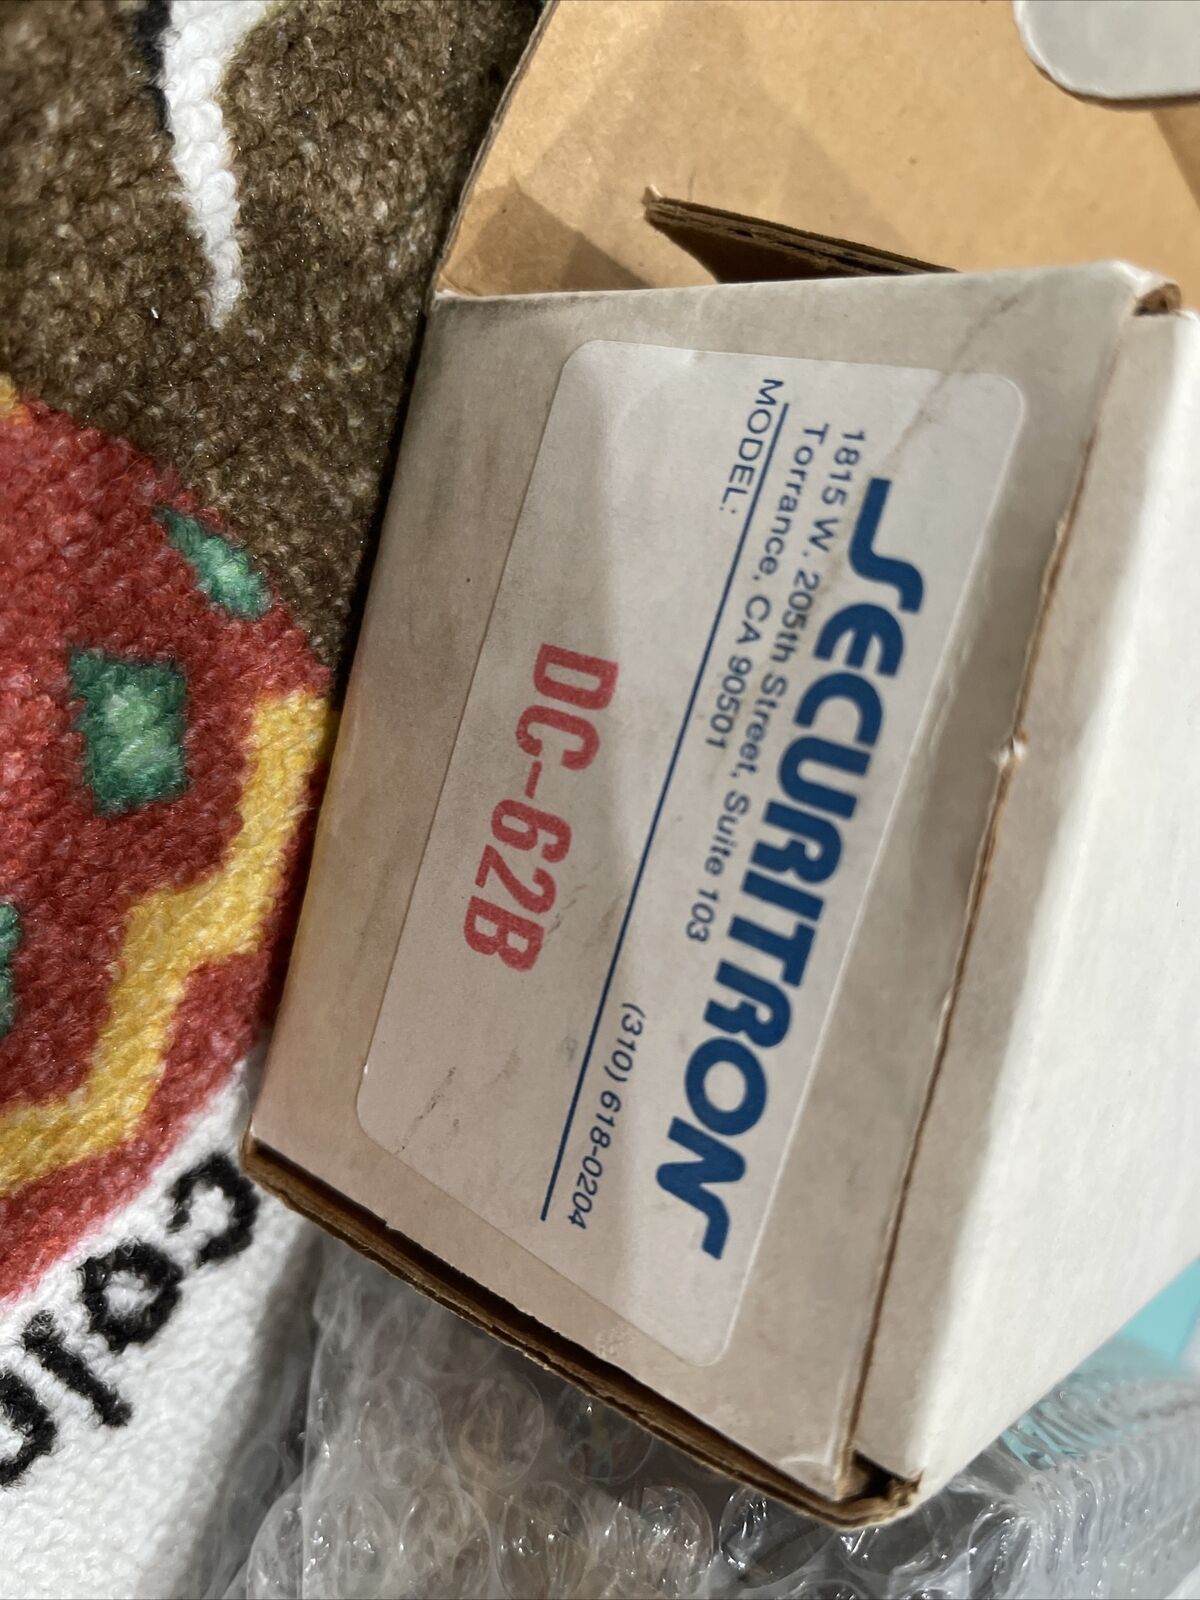 SECURITRON
1815 W. 205th Street, Suite 103
Torrance, CA 90501
(310) 618-0204
MODEL:
DC-62B